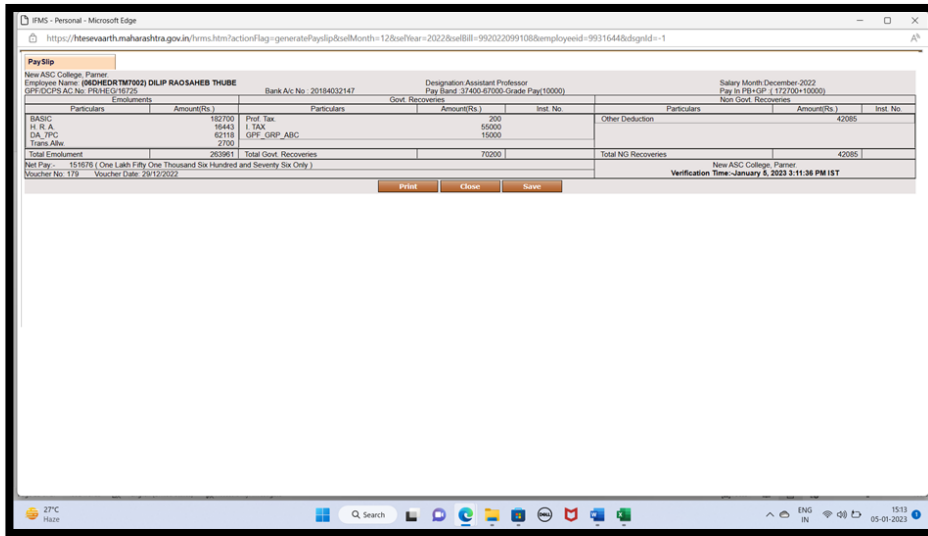 IFMS - Personal - Microsoft Edge
https://htesevaarth.maharashtra.gov.in/hrms.htm?actionFlag=generatePayslip&selMonth=12&selYear=2022&selBill=992022099108&employeeid=9931644&dsgnId=-1
PaySlip
New ASC College, Parner.
Employee Name: (06DHEDRTM7002) DILIP RAOSAHEB THUBE Designation:Assistant Professor Salary Month:December-2022
GPF/DCPS AC.No: PR/HEG/16725 Bank A/c No : 20184032147 Pay Band :37400-67000-Grade Pay(10000) Pay In PB+GP :( 172700+10000)
Emoluments Govt. Recoveries Non Govt. Recoveries
Particulars Amount(Rs.) Particulars Amount(Rs.) Inst. No. Particulars Amount(Rs.) Inst. No.
BASIC 182700 Prof. Tax. 200 Other Deduction 42085
H. R. A. 16443 I. TAX 55000
DA_7PC 62118 GPF_GRP_ABC 15000
Trans.Allw. 2700
Total Emolument 263961 Total Govt. Recoveries 70200 Total NG Recoveries 42085
Net Pay:- 151676 ( One Lakh Fifty One Thousand Six Hundred and Seventy Six Only ) New ASC College, Parner.
Voucher No: 179 Voucher Date: 29/12/2022 Verification Time:-January 5, 2023 3:11:36 PM IST
Print Close Save
27°C
Haze
Search
DELL
ENG
IN
15:13
05-01-2023